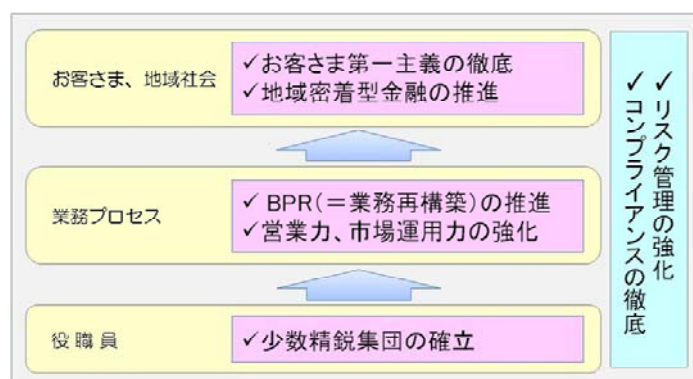 お客さま、地域社会
✓お客さま第一主義の徹底
✓地域密着型金融の推進
業務プロセス
✓ BPR(=業務再構築)の推進
✓営業力、市場運用力の強化
役 職 員
✓少数精鋭集団の確立
✓リスク管理の強化
✓コンプライアンスの徹底